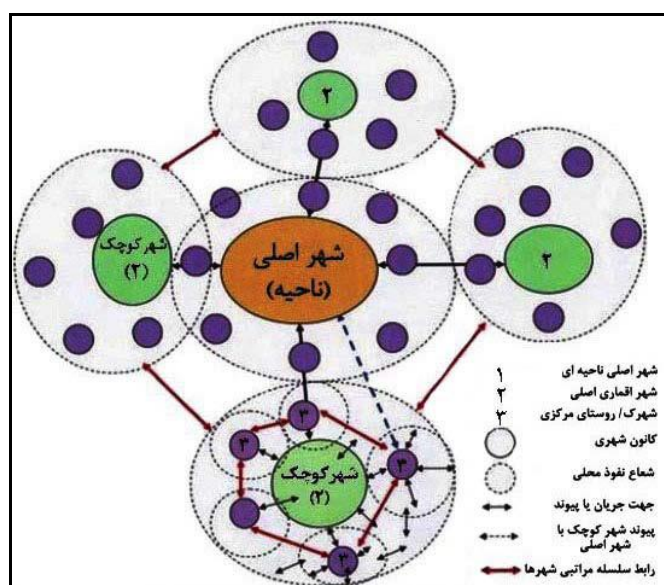 ۲
شهر کوچک
(۲)
شهر اصلی
(ناحیه)
۲
۳
۳
شهر کوچک
(۲)
۳
۳
۱ شهر اصلی ناحیه ای
۲ شهر اقماری اصلی
۳ شهرک/ روستای مرکزی
کانون شهری
شعاع نفوذ محلی
جهت جریان یا پیوند
پیوند شهر کوچک با
شهر اصلی
رابط سلسله مراتبی شهرها